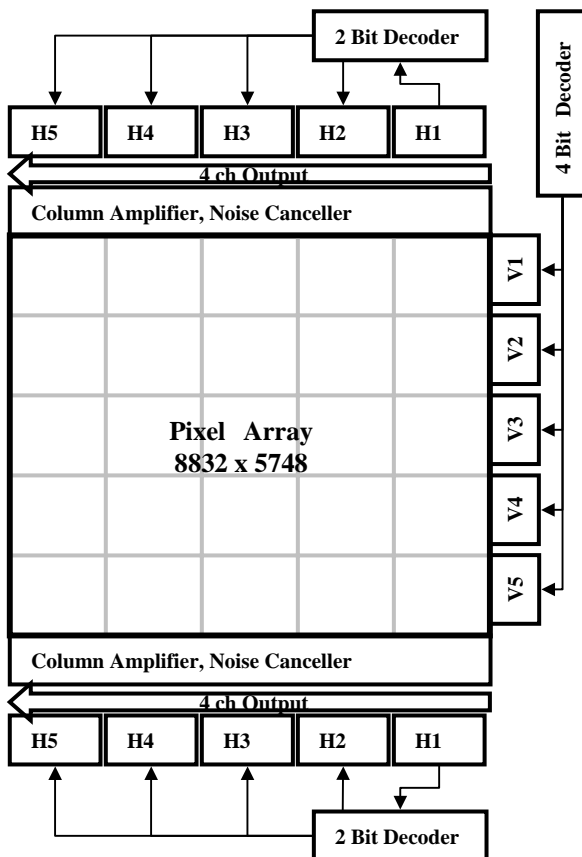 2 Bit Decoder
4 Bit Decoder
H5 H4 H3 H2 H1
4 ch Output
Column Amplifier, Noise Canceller
V1
V2
Pixel Array
8832 x 5748
V3
V4
V5
Column Amplifier, Noise Canceller
4 ch Output
H5 H4 H3 H2 H1
2 Bit Decoder